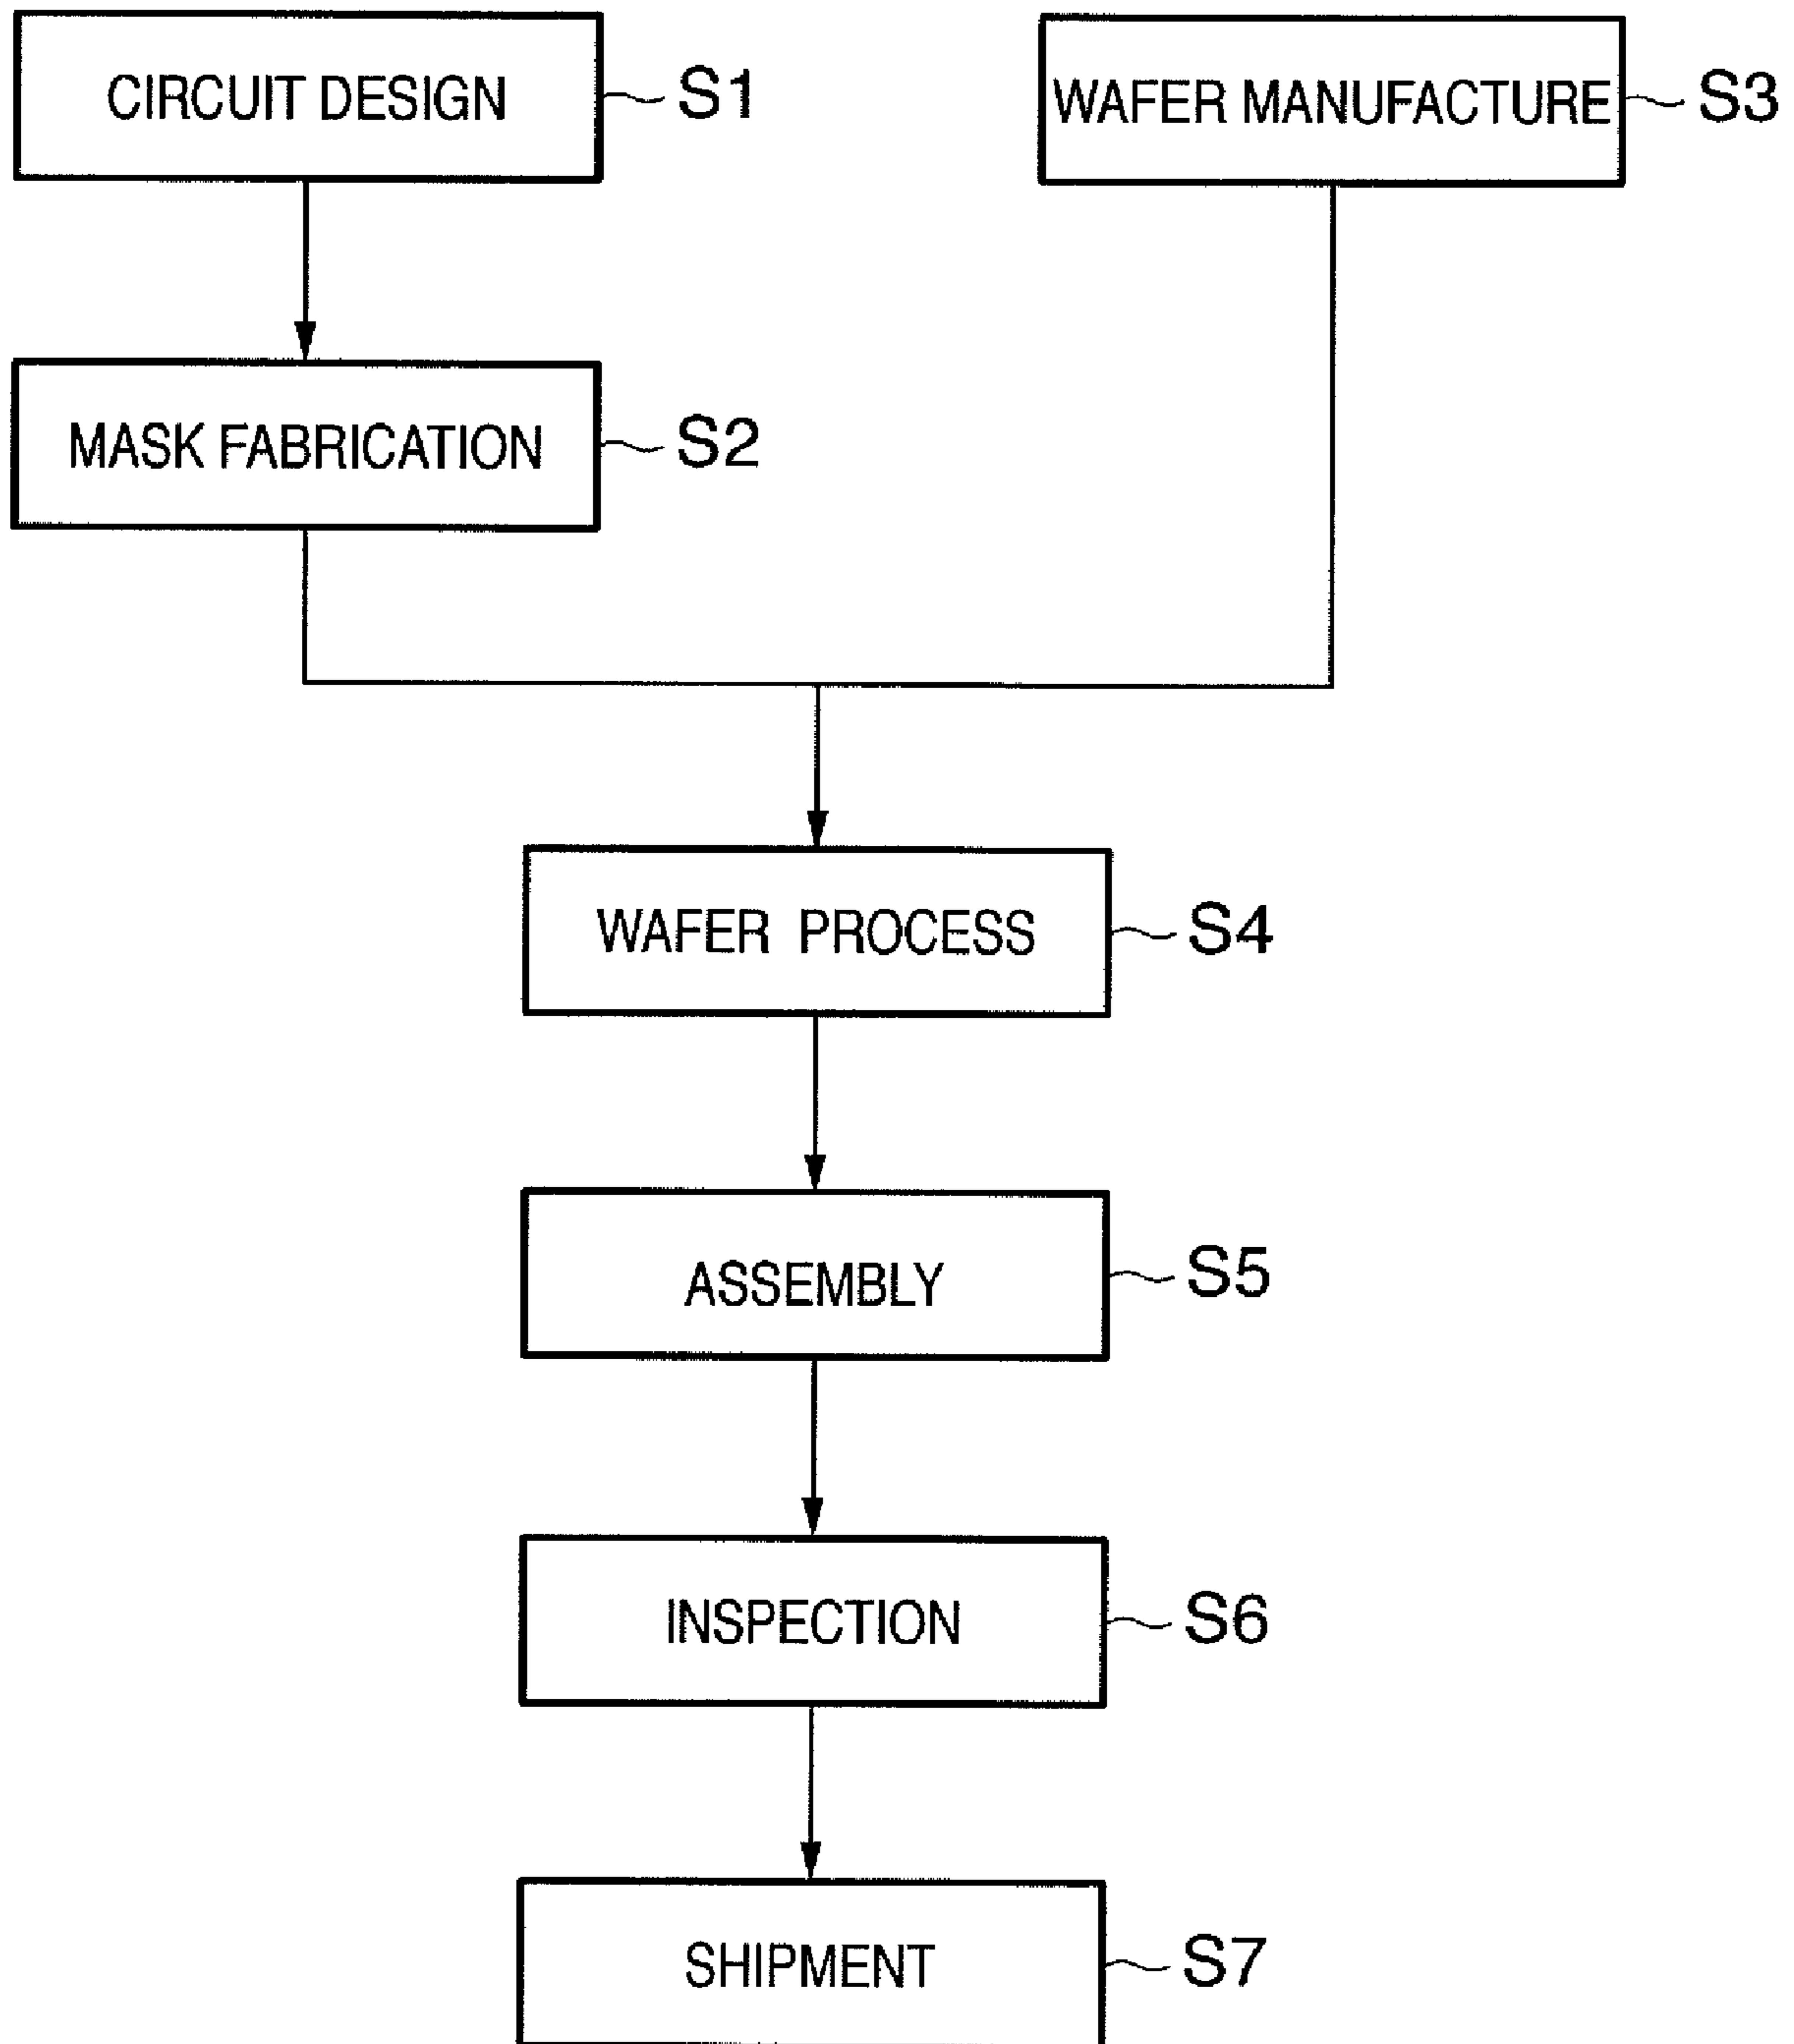 CIRCUIT DESIGN S1
WAFER MANUFACTURE S3
MASK FABRICATION S2
WAFER PROCESS S4
ASSEMBLY S5
INSPECTION S6
SHIPMENT S7